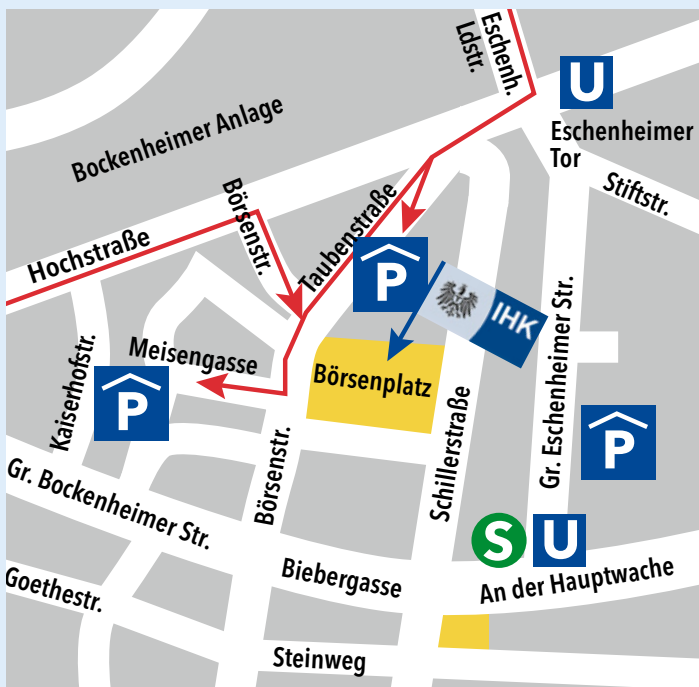 Eschenh.
Ldstr.
U
Eschenheimer
Tor
Bockenheimer Anlage
Stiftstr.
Börsenstr.
Taubenstraße
Hochstraße
P
IHK
Meisengasse
Börsenplatz
Kaiserhofstr.
P
Schillerstraße
Gr. Eschenheimer Str.
P
Gr. Bockenheimer Str.
Börsenstr.
S
U
Biebergasse
An der Hauptwache
Goethestr.
Steinweg